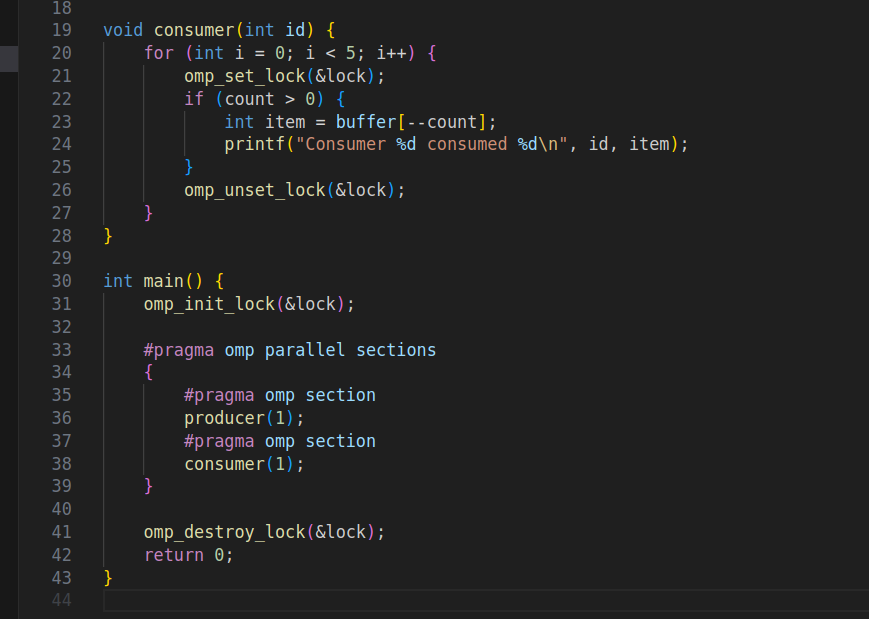 18
19 void consumer(int id) {
20     for (int i = 0; i < 5; i++) {
21         omp_set_lock(&lock);
22         if (count > 0) {
23             int item = buffer[--count];
24             printf("Consumer %d consumed %d\n", id, item);
25         }
26         omp_unset_lock(&lock);
27     }
28 }
29
30 int main() {
31     omp_init_lock(&lock);
32
33     #pragma omp parallel sections
34     {
35         #pragma omp section
36         producer(1);
37         #pragma omp section
38         consumer(1);
39     }
40
41     omp_destroy_lock(&lock);
42     return 0;
43 }
44